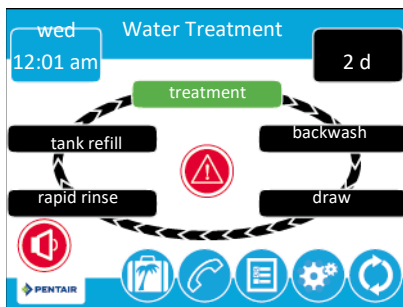 wed
Water Treatment
12:01 am
2 d
treatment
backwash
tank refill
rapid rinse
draw
PENTAIR